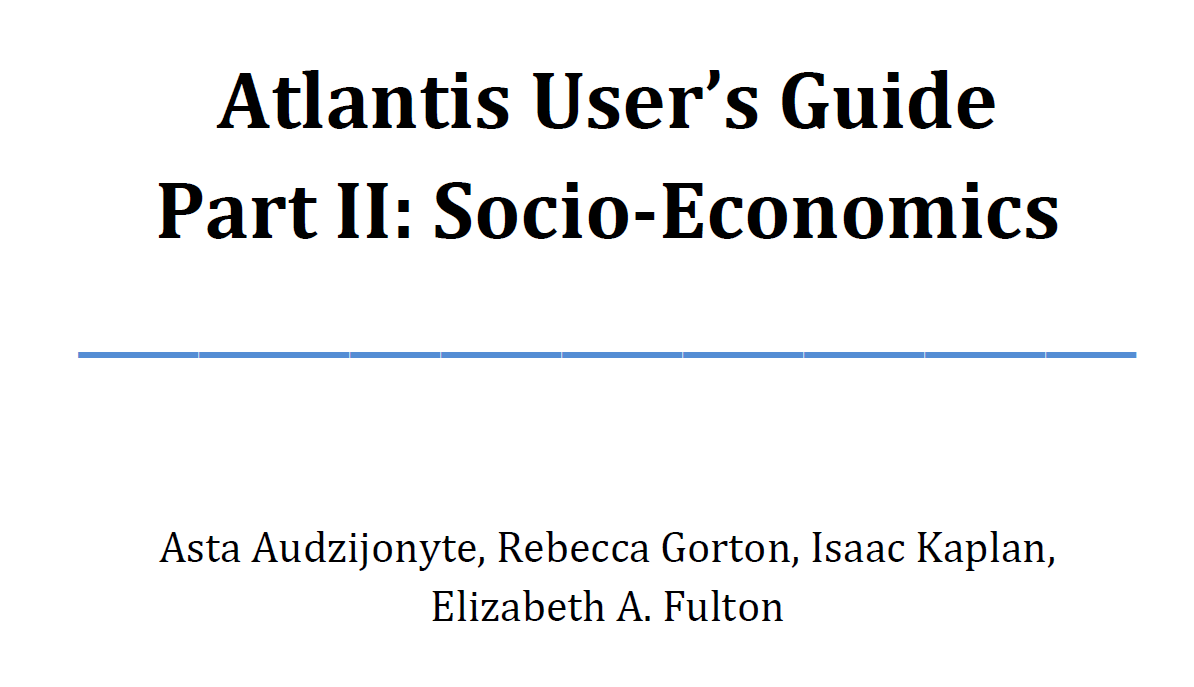 Atlantis User’s Guide
Part II: Socio-Economics
Asta Audzijonyte, Rebecca Gorton, Isaac Kaplan,
Elizabeth A. Fulton